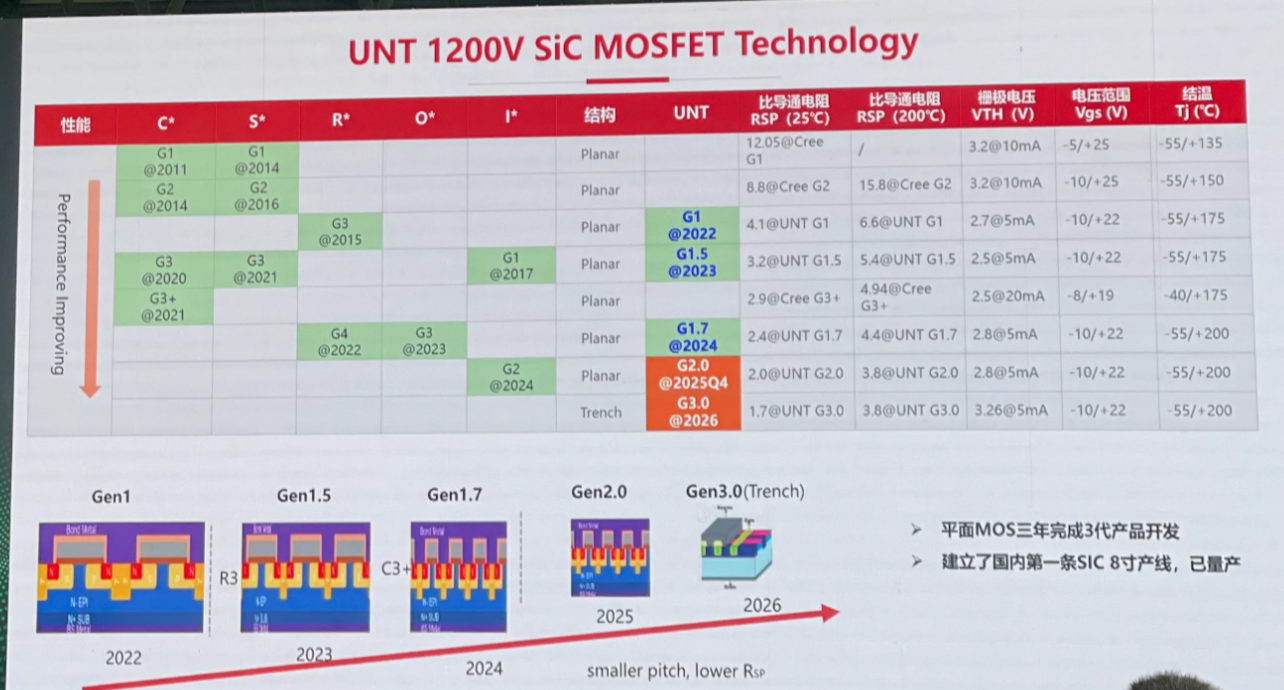 UNT 1200V SiC MOSFET Technology
性能 C* S* R* O* I* 结构 UNT 比导通电阻 RSP (25℃) 比导通电阻 RSP (200℃) 栅极电压 VTH (V) 电压范围 Vgs (V) 结温 Tj (℃)
Performance Improving
G1 @2011 G1 @2014 Planar 12.05@Cree G1 / 3.2@10mA -5/+25 -55/+135
G2 @2014 G2 @2016 Planar 8.8@Cree G2 15.8@Cree G2 3.2@10mA -10/+25 -55/+150
G3 @2015 Planar G1 @2022 4.1@UNT G1 6.6@UNT G1 2.7@5mA -10/+22 -55/+175
G3 @2020 G3 @2021 G1 @2017 Planar G1.5 @2023 3.2@UNT G1.5 5.4@UNT G1.5 2.5@5mA -10/+22 -55/+175
G3+ @2021 Planar 2.9@Cree G3+ 4.94@Cree G3+ 2.5@20mA -8/+19 -40/+175
G4 @2022 G3 @2023 Planar G1.7 @2024 2.4@UNT G1.7 4.4@UNT G1.7 2.8@5mA -10/+22 -55/+200
G2 @2024 Planar G2.0 @2025Q4 2.0@UNT G2.0 3.8@UNT G2.0 2.8@5mA -10/+22 -55/+200
Trench G3.0 @2026 1.7@UNT G3.0 3.8@UNT G3.0 3.26@5mA -10/+22 -55/+200
Gen1 Gen1.5 Gen1.7 Gen2.0 Gen3.0(Trench)
Bond Metal
R3 C3+
N-EPI
N+ SUB
2022 2023 2024 2025 2026
smaller pitch, lower RSP
➢ 平面MOS三年完成3代产品开发
➢ 建立了国内第一条SIC 8寸产线，已量产